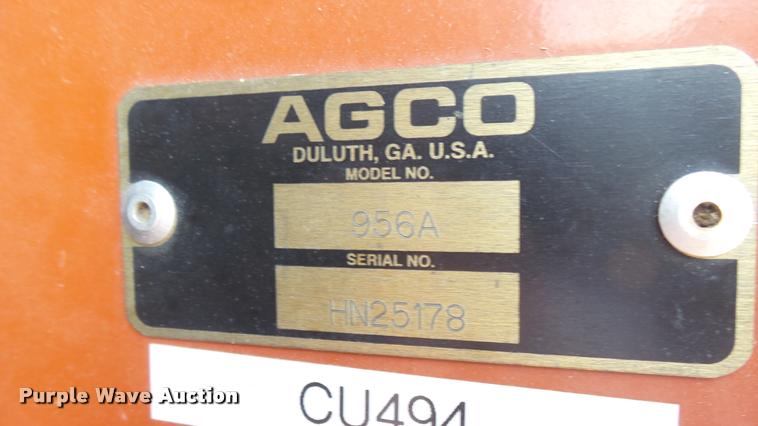 AGCO
DULUTH, GA. U.S.A.
MODEL NO.
956A
SERIAL NO.
HN25178
CU494
Purple Wave Auction